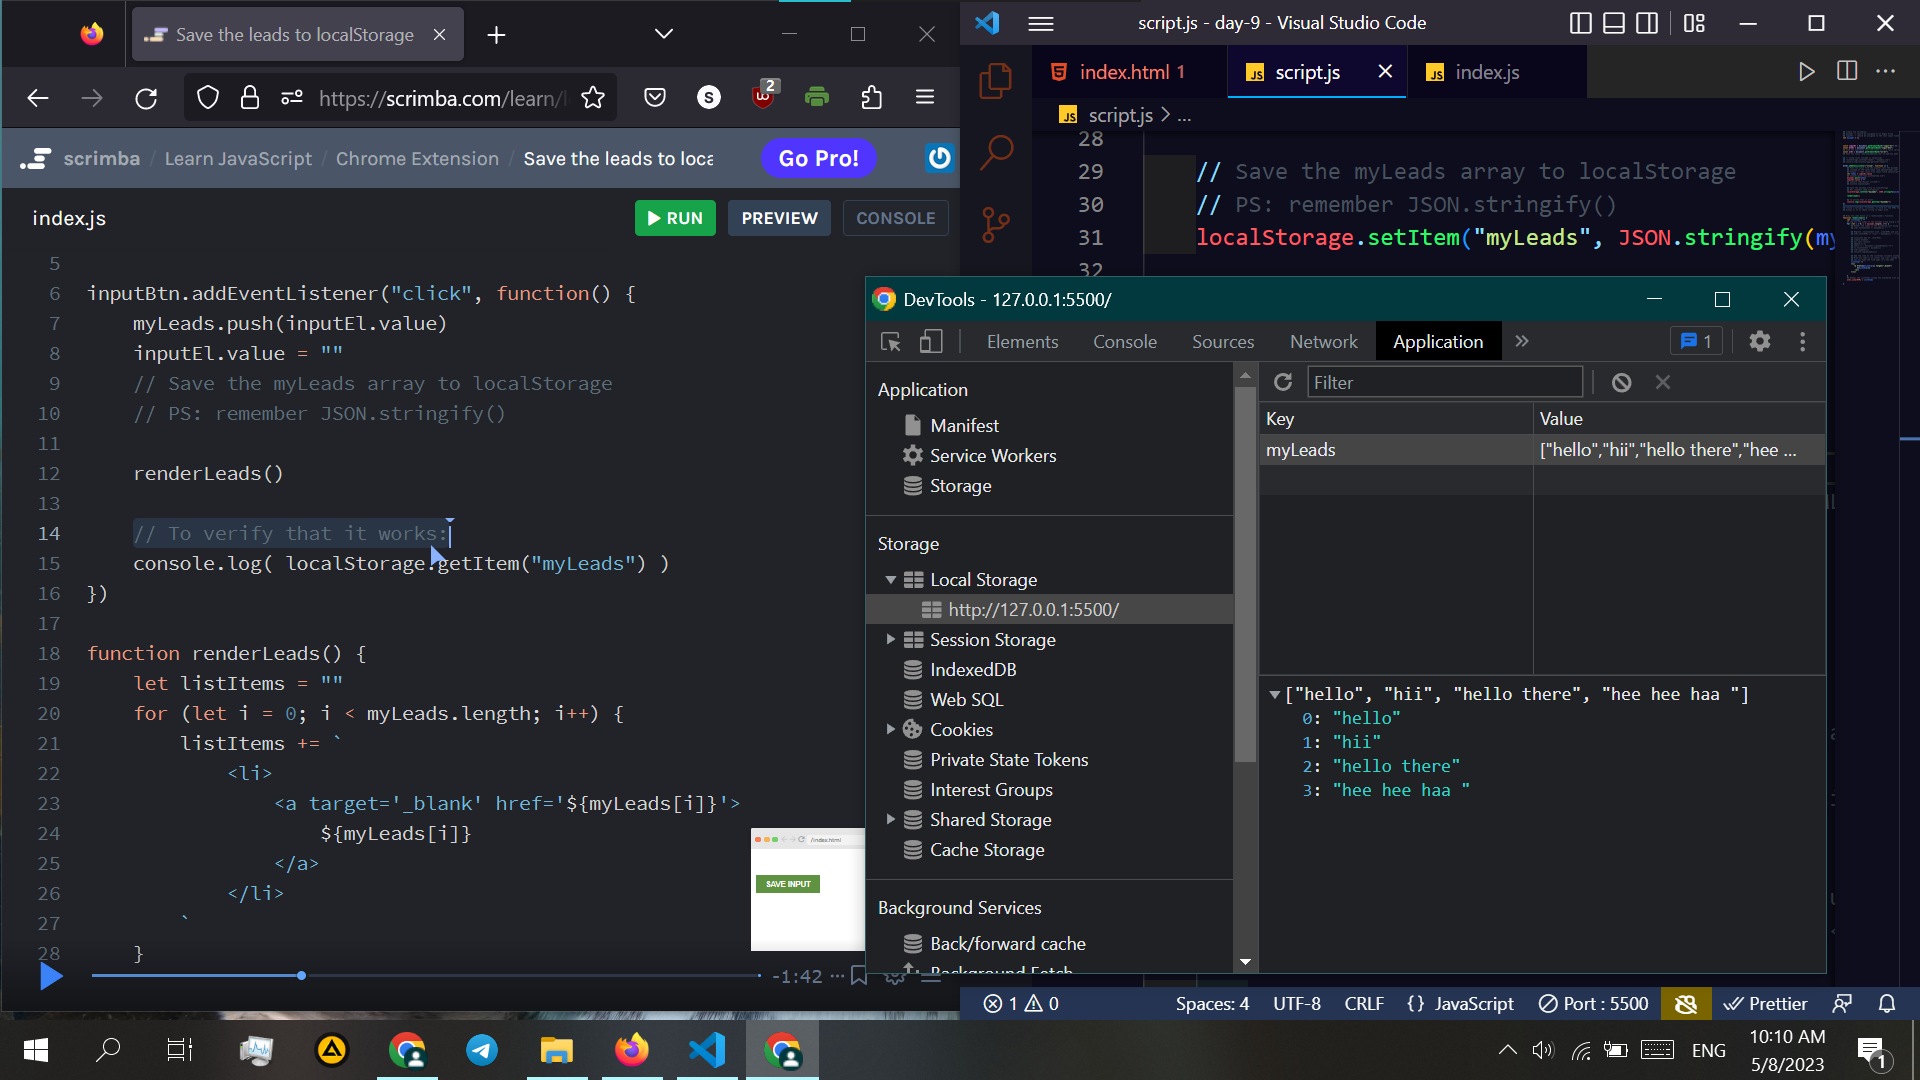 Save the leads to localStorage
https://scrimba.com/learn/l
2
scrimba / Learn JavaScript / Chrome Extension / Save the leads to loca
Go Pro!
index.js
RUN
PREVIEW
CONSOLE
5
6 inputBtn.addEventListener("click", function() {
7 myLeads.push(inputEl.value)
8 inputEl.value = ""
9 // Save the myLeads array to localStorage
10 // PS: remember JSON.stringify()
11
12 renderLeads()
13
14 // To verify that it works:
15 console.log( localStorage.getItem("myLeads") )
16 })
17
18 function renderLeads() {
19 let listItems = ""
20 for (let i = 0; i < myLeads.length; i++) {
21 listItems += `
22 <li>
23 <a target='_blank' href='${myLeads[i]}'>
24 ${myLeads[i]}
25 </a>
26 </li>
27 `
28 }
-1:42
/index.html
SAVE INPUT
script.js - day-9 - Visual Studio Code
index.html 1
JS script.js
JS index.js
JS script.js > ...
28
29 // Save the myLeads array to localStorage
30 // PS: remember JSON.stringify()
31 localStorage.setItem("myLeads", JSON.stringify(my
32
DevTools - 127.0.0.1:5500/
Elements
Console
Sources
Network
Application
1
Application
Manifest
Service Workers
Storage
Storage
Local Storage
http://127.0.0.1:5500/
Session Storage
IndexedDB
Web SQL
Cookies
Private State Tokens
Interest Groups
Shared Storage
Cache Storage
Background Services
Back/forward cache
Background Fetch
Filter
Key Value
myLeads ["hello","hii","hello there","hee ...
["hello", "hii", "hello there", "hee hee haa "]
0: "hello"
1: "hii"
2: "hello there"
3: "hee hee haa "
1 0
Spaces: 4
UTF-8
CRLF
{} JavaScript
Port : 5500
Prettier
ENG
10:10 AM
5/8/2023
1